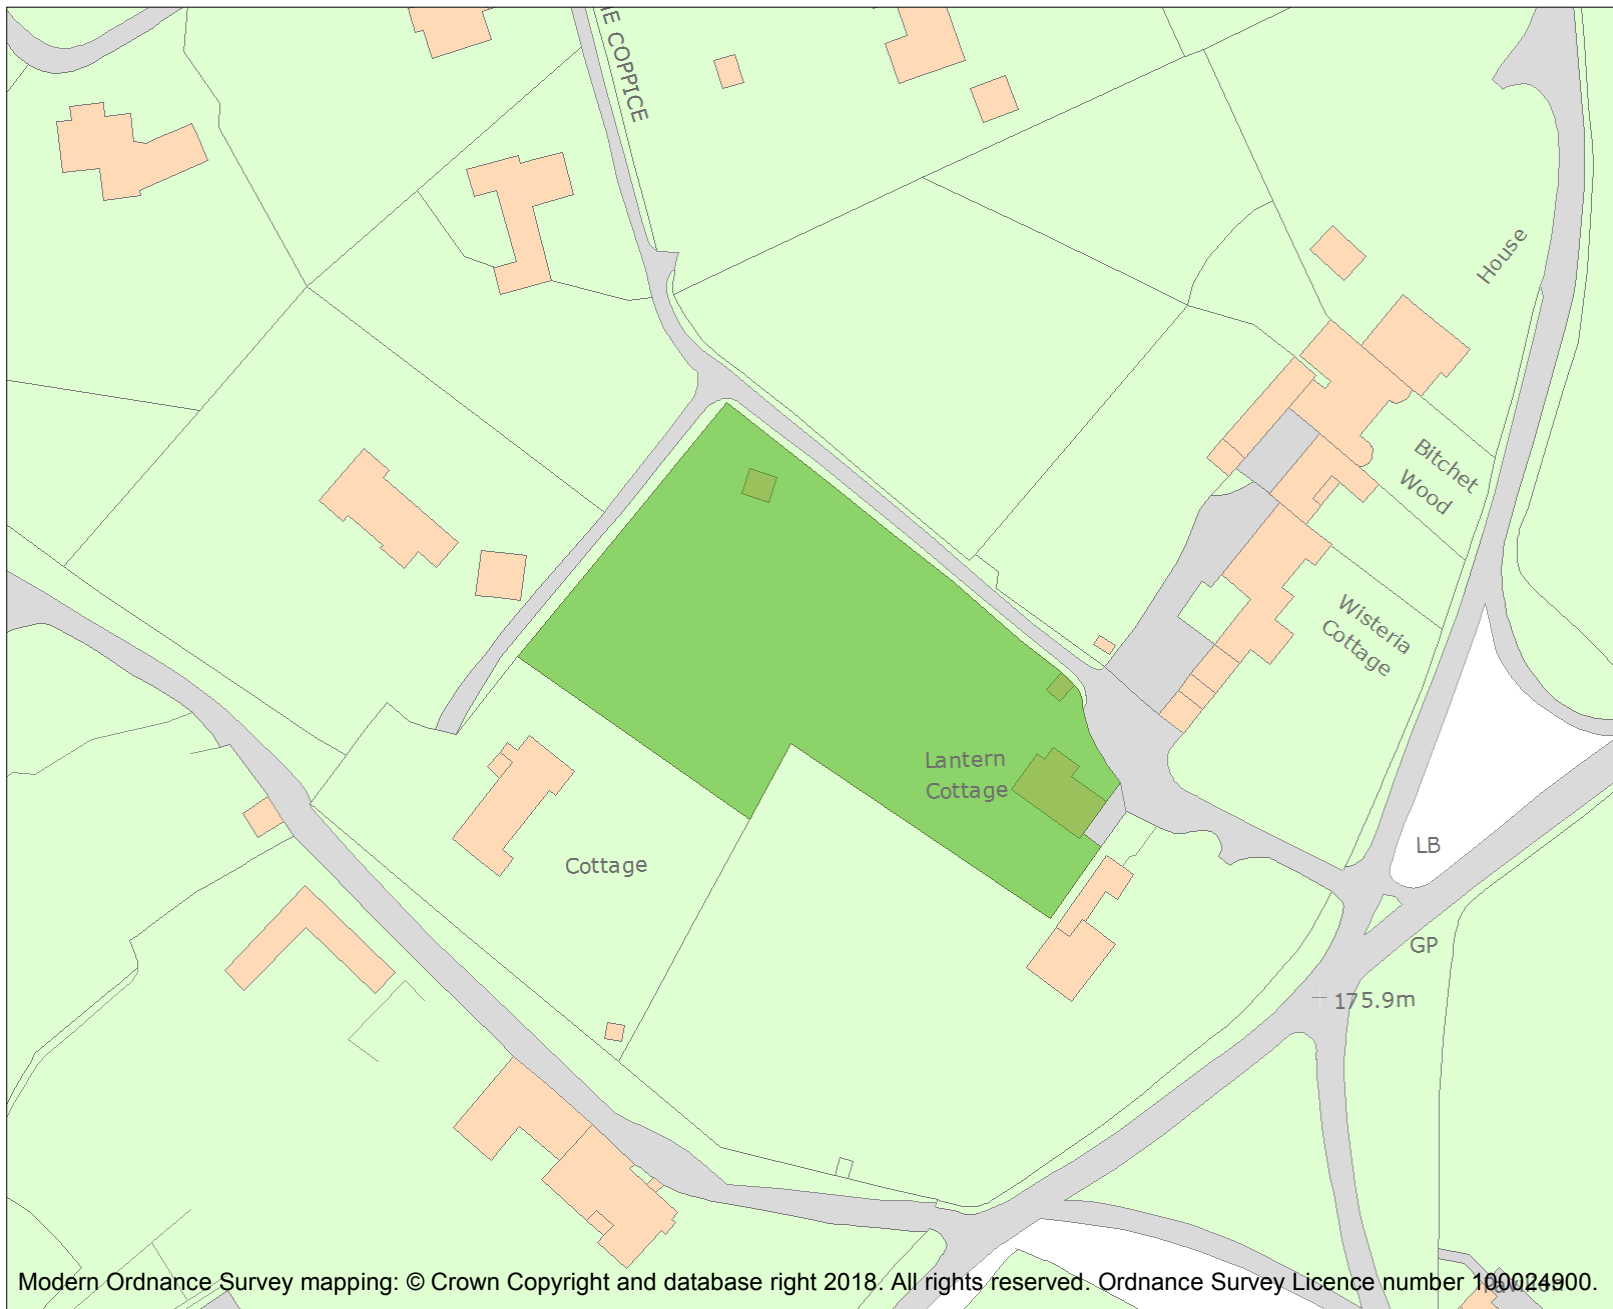 HE COPPICE
House
Bitchet
Wood
Wisteria
Cottage
Lantern
Cottage
LB
Cottage
GP
175.9m
Modern Ordnance Survey mapping: © Crown Copyright and database right 2018. All rights reserved. Ordnance Survey Licence number 100024900.